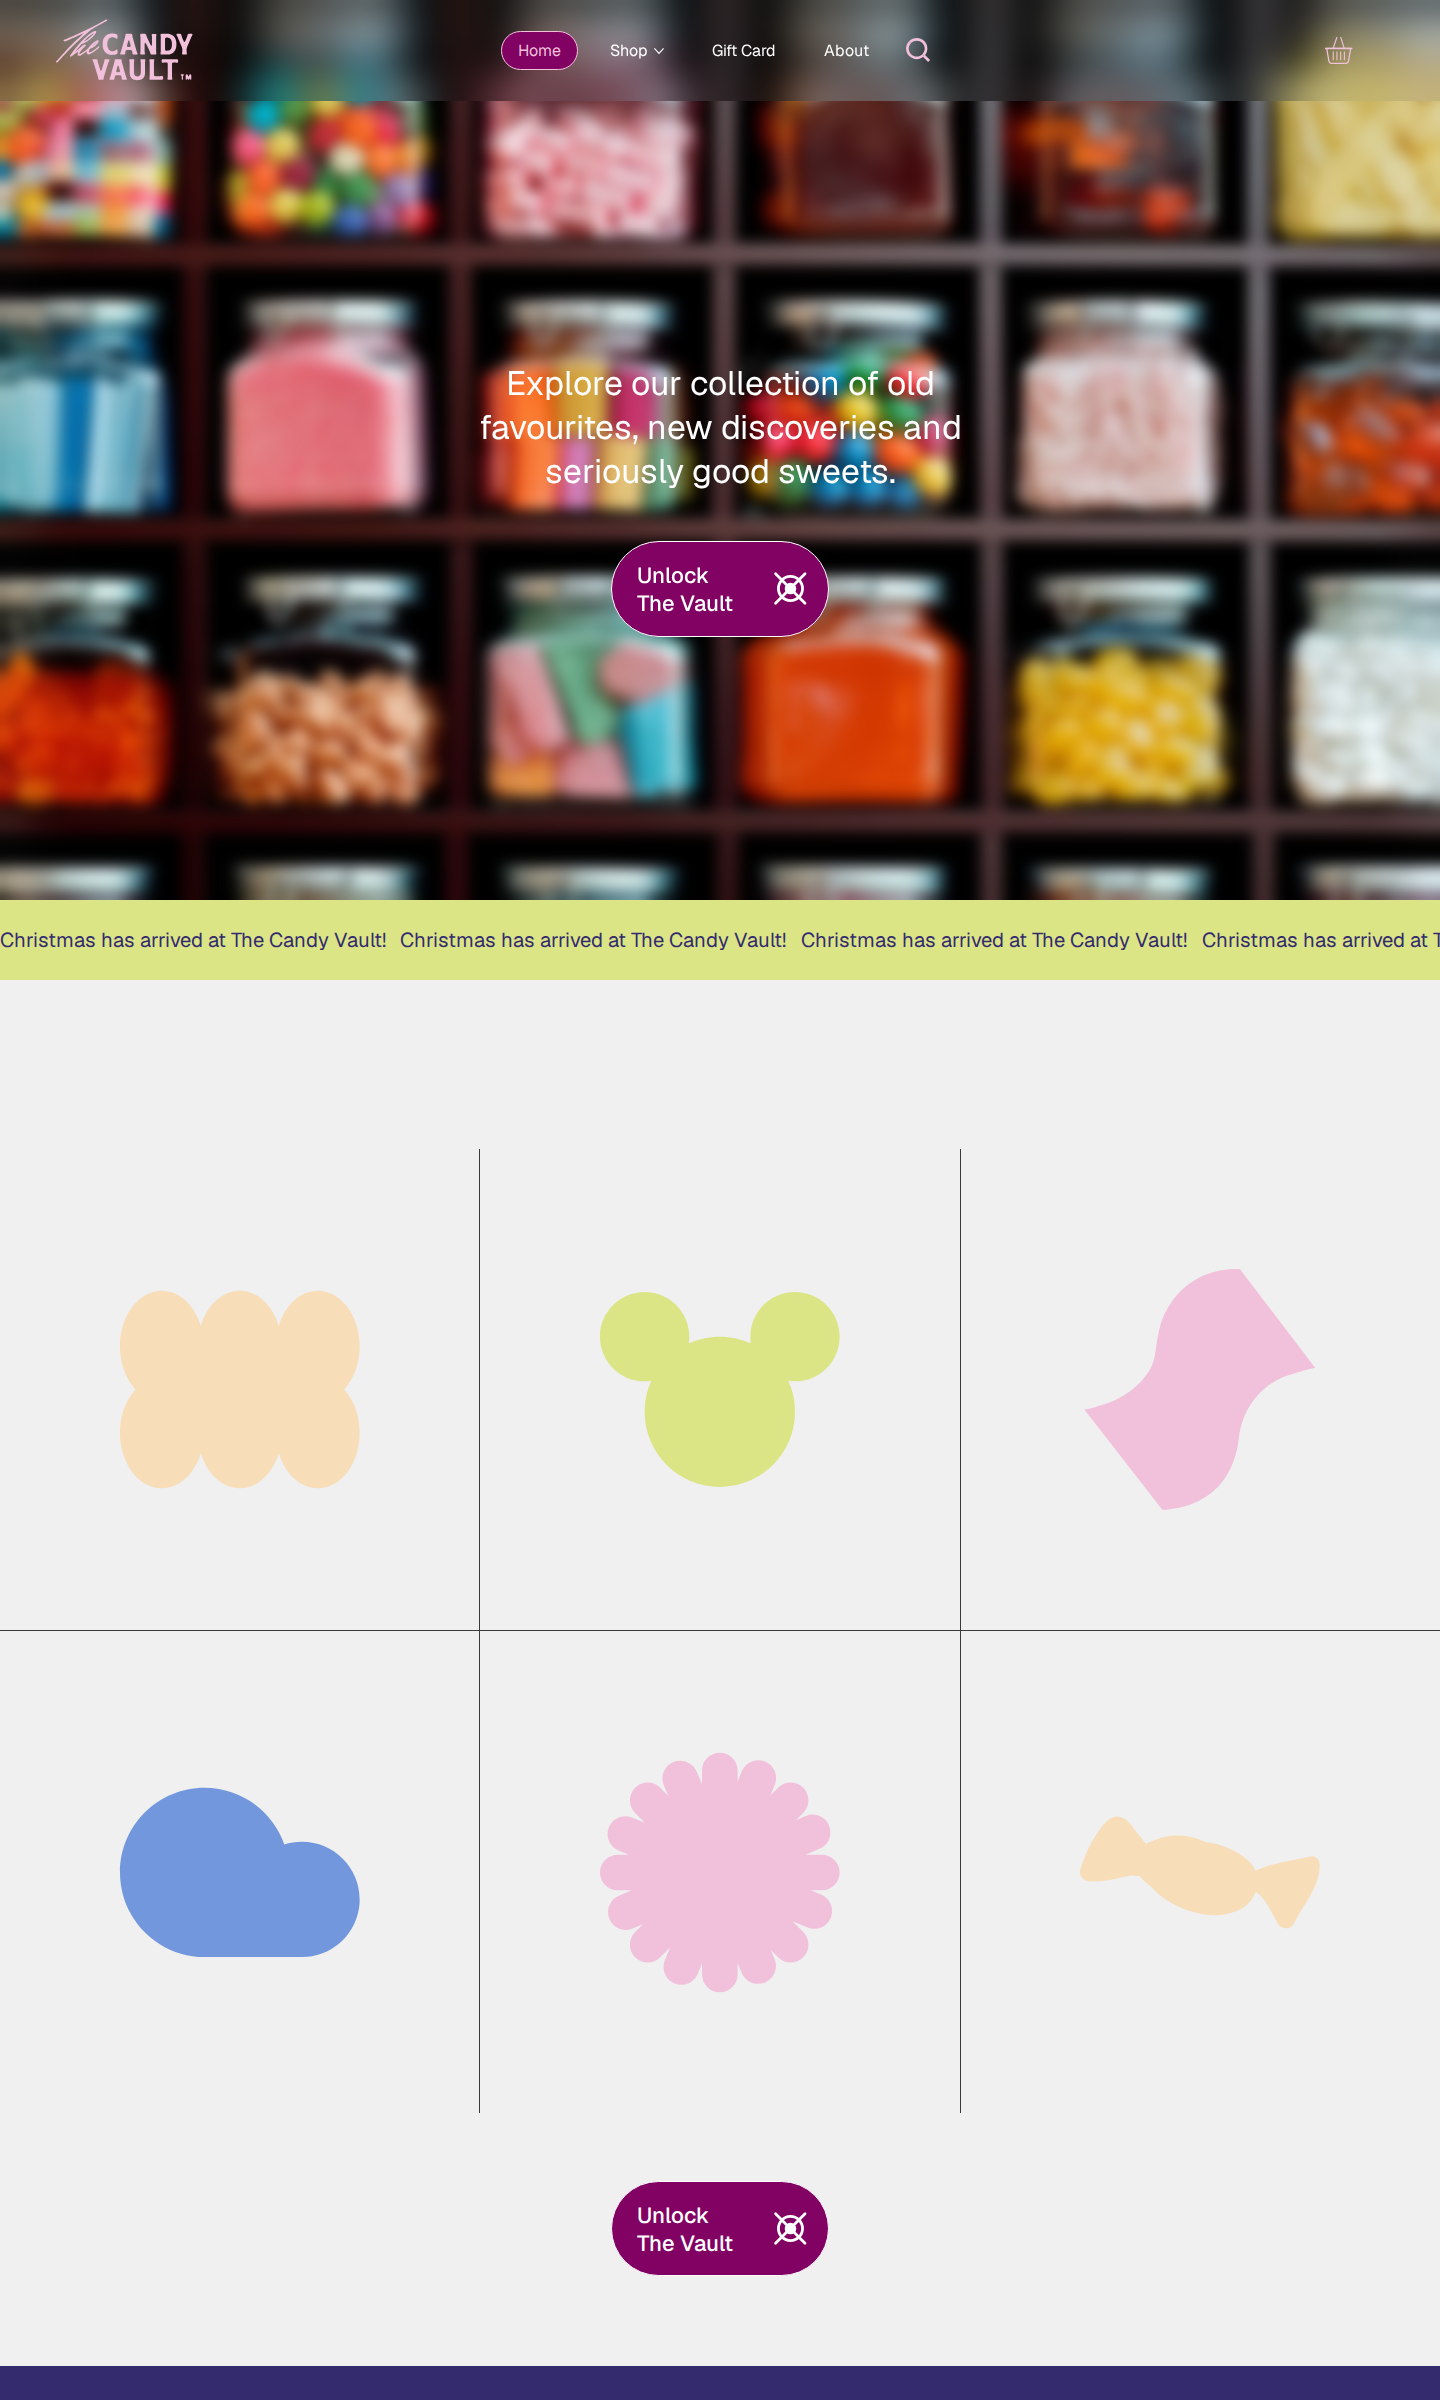 The CANDY
VAULT™
Home
Shop
Gift Card
About
Explore our collection of old
favourites, new discoveries and
seriously good sweets.
Unlock
The Vault
Christmas has arrived at The Candy Vault! Christmas has arrived at The Candy Vault! Christmas has arrived at The Candy Vault! Christmas has arrived at T
Unlock
The Vault